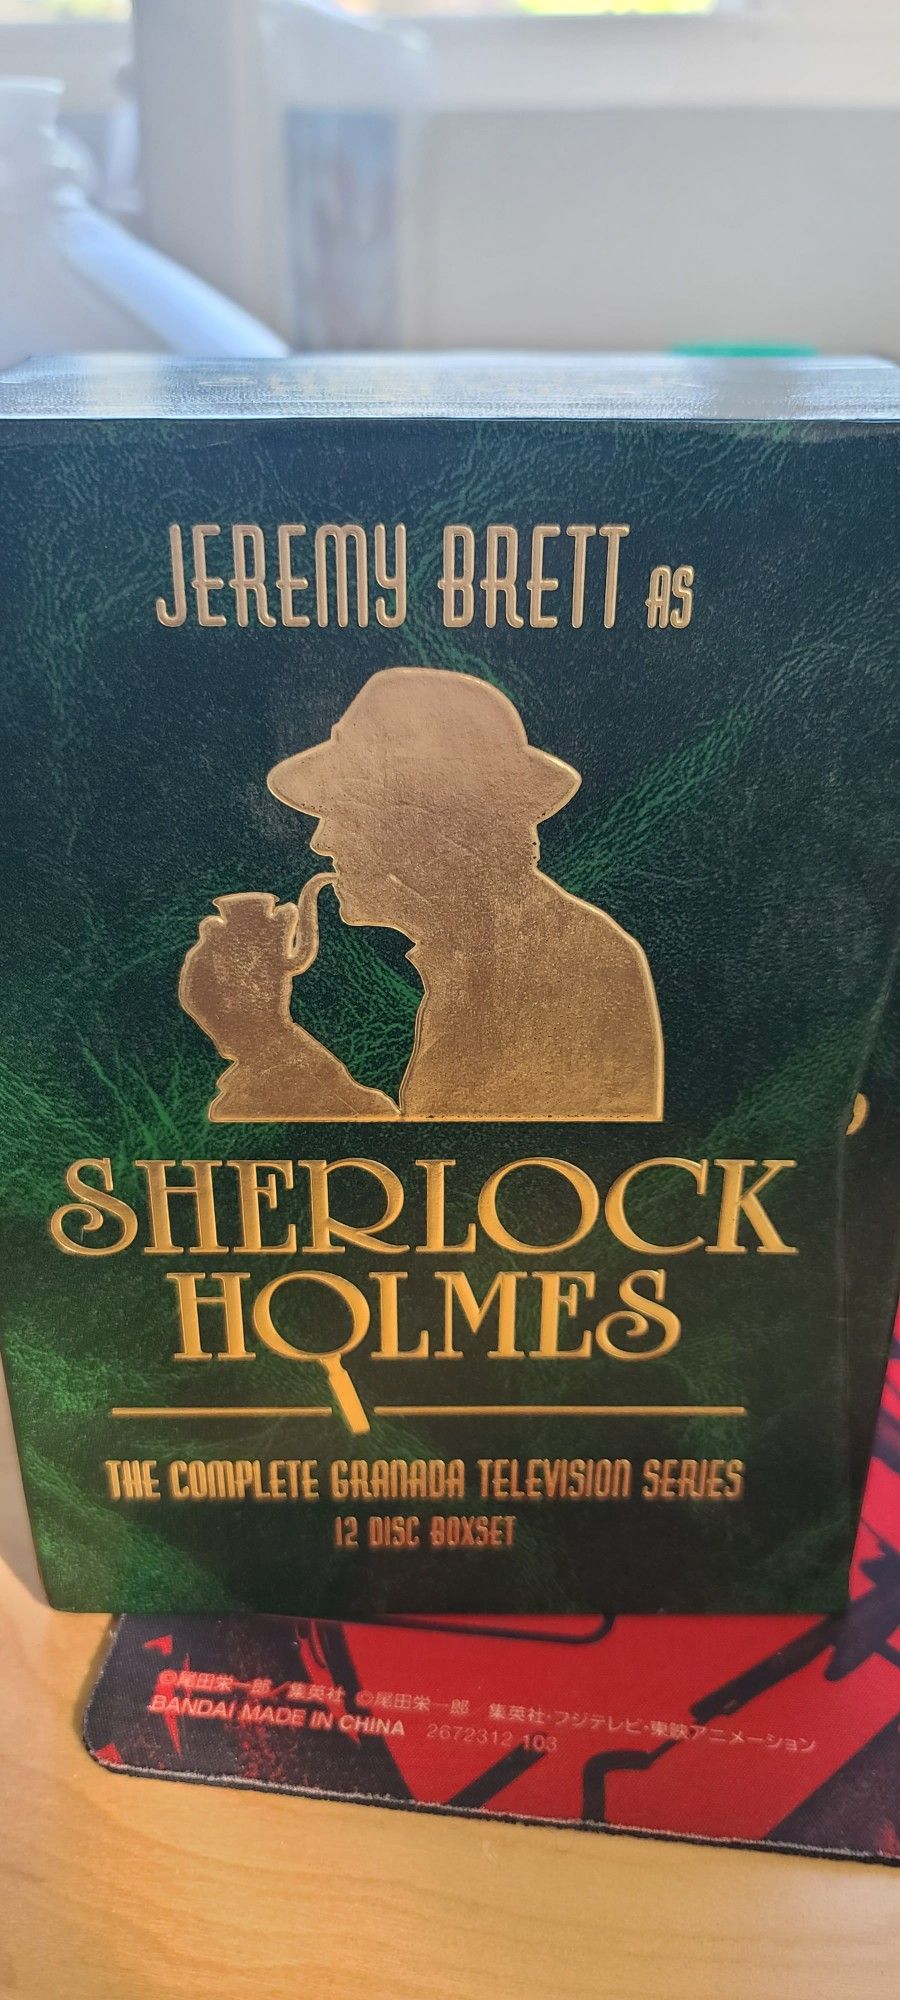 JEREMY BRETT AS
SHERLOCK
HOLMES
THE COMPLETE GRANADA TELEVISION SERIES
12 DISC BOXSET
©尾田栄一郎／集英社 ©尾田栄一郎 集英社・フジテレビ・東映アニメーション
BANDAI MADE IN CHINA 2672312 103